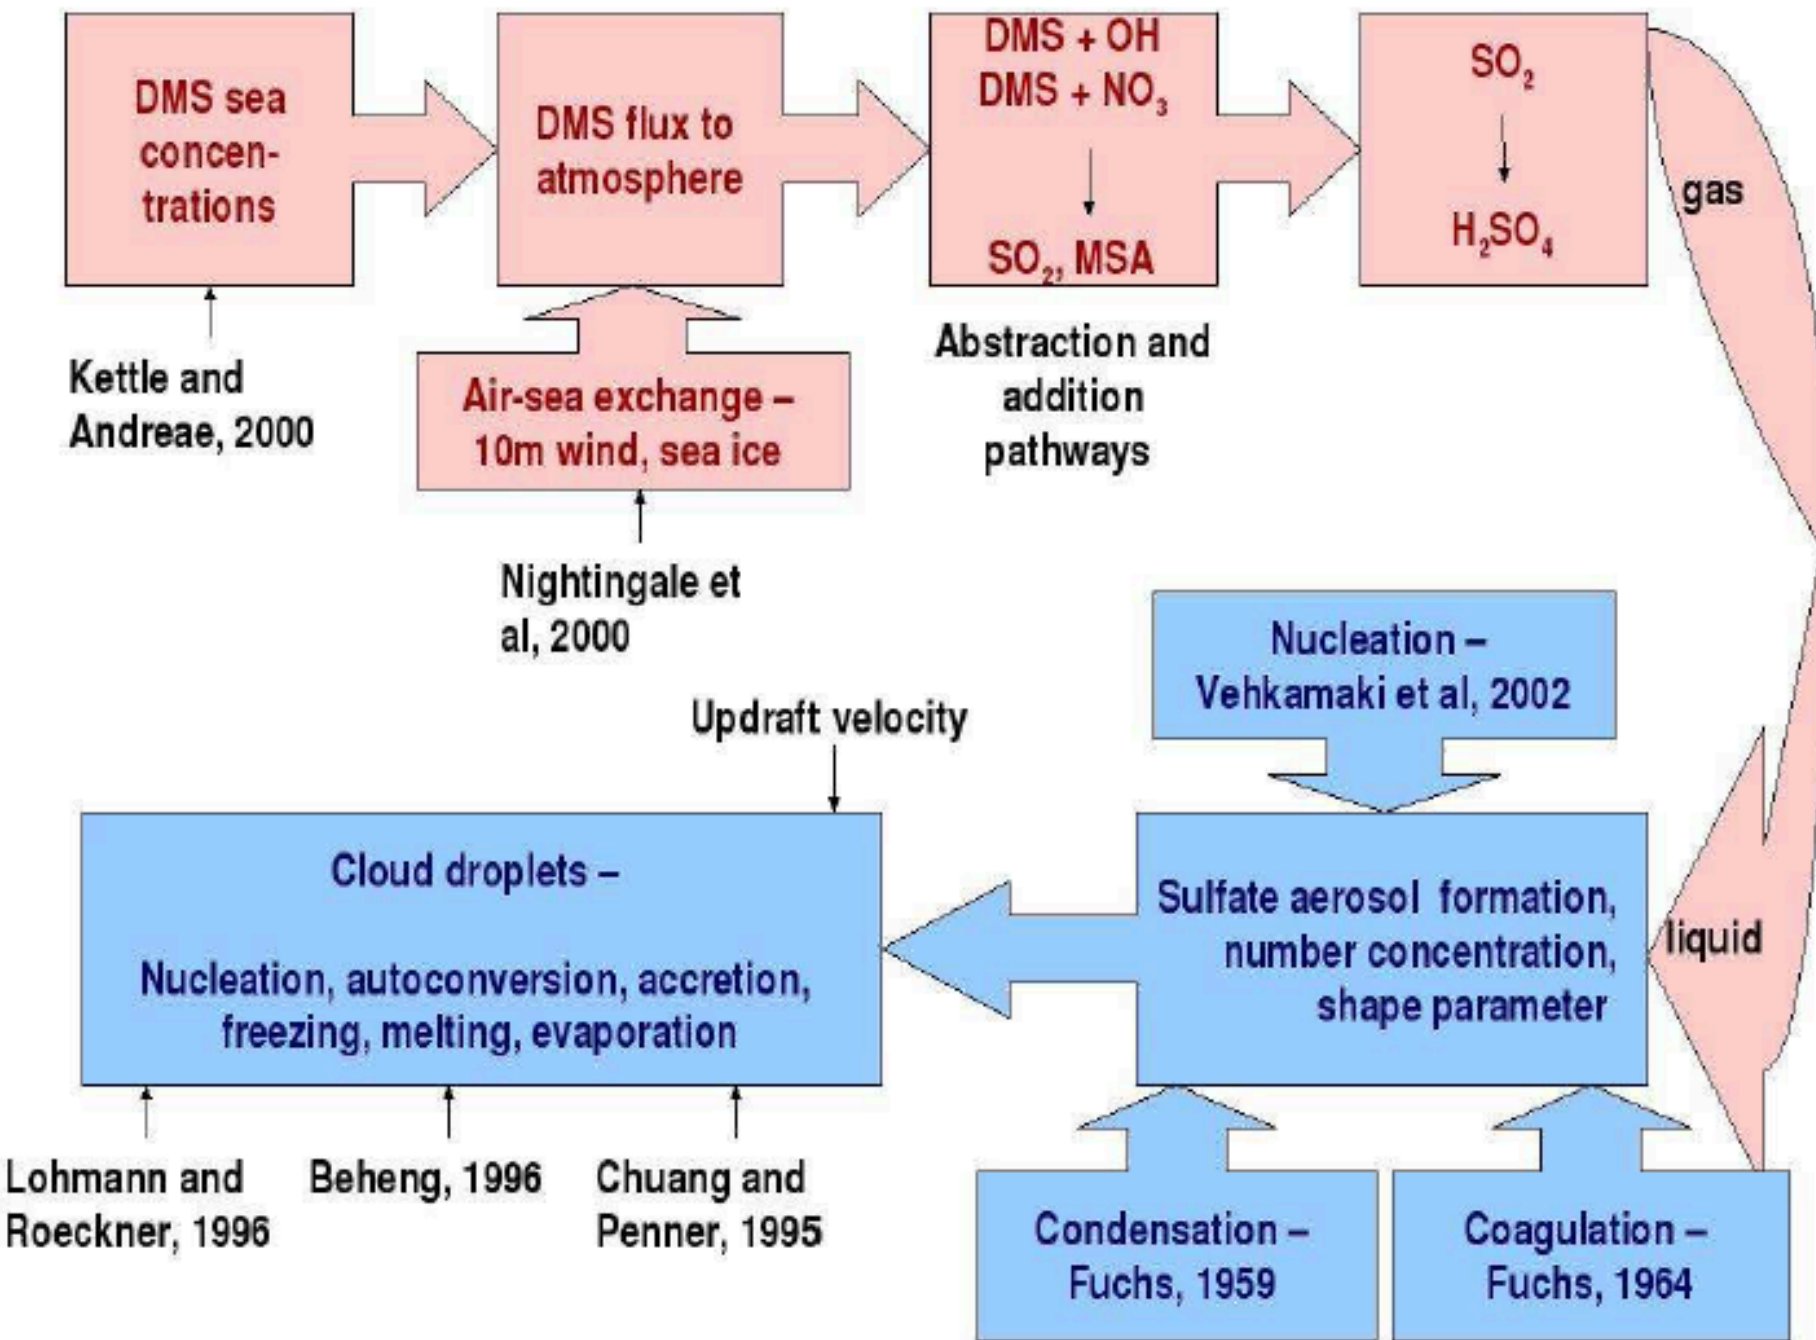 DMS sea
concen-
trations
DMS flux to
atmosphere
DMS + OH
DMS + NO₃
SO₂, MSA
SO₂
H₂SO₄
gas
Kettle and
Andreae, 2000
Air-sea exchange –
10m wind, sea ice
Abstraction and
addition
pathways
Nightingale et
al, 2000
Nucleation –
Vehkamaki et al, 2002
Updraft velocity
Cloud droplets –
Nucleation, autoconversion, accretion,
freezing, melting, evaporation
Sulfate aerosol formation,
number concentration,
shape parameter
liquid
Lohmann and
Roeckner, 1996
Beheng, 1996
Chuang and
Penner, 1995
Condensation –
Fuchs, 1959
Coagulation –
Fuchs, 1964